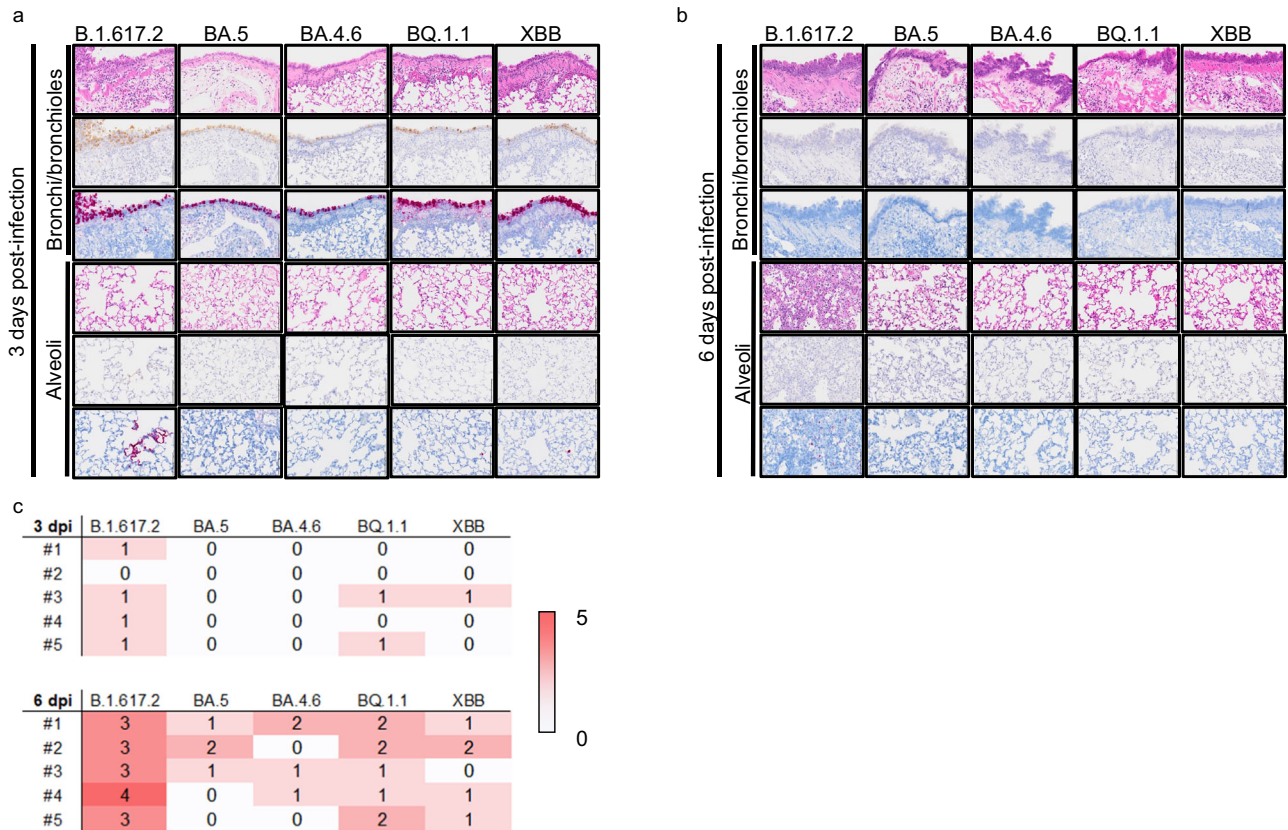 a
B.1.617.2 BA.5 BA.4.6 BQ.1.1 XBB
3 days post-infection
Bronchi/bronchioles
Alveoli
b
B.1.617.2 BA.5 BA.4.6 BQ.1.1 XBB
6 days post-infection
Bronchi/bronchioles
Alveoli
c
3 dpi B.1.617.2 BA.5 BA.4.6 BQ.1.1 XBB
#1 1 0 0 0 0
#2 0 0 0 0 0
#3 1 0 0 1 1
#4 1 0 0 0 0
#5 1 0 0 1 0
5
0
6 dpi B.1.617.2 BA.5 BA.4.6 BQ.1.1 XBB
#1 3 1 2 2 1
#2 3 2 0 2 2
#3 3 1 1 1 0
#4 4 0 1 1 1
#5 3 0 0 2 1